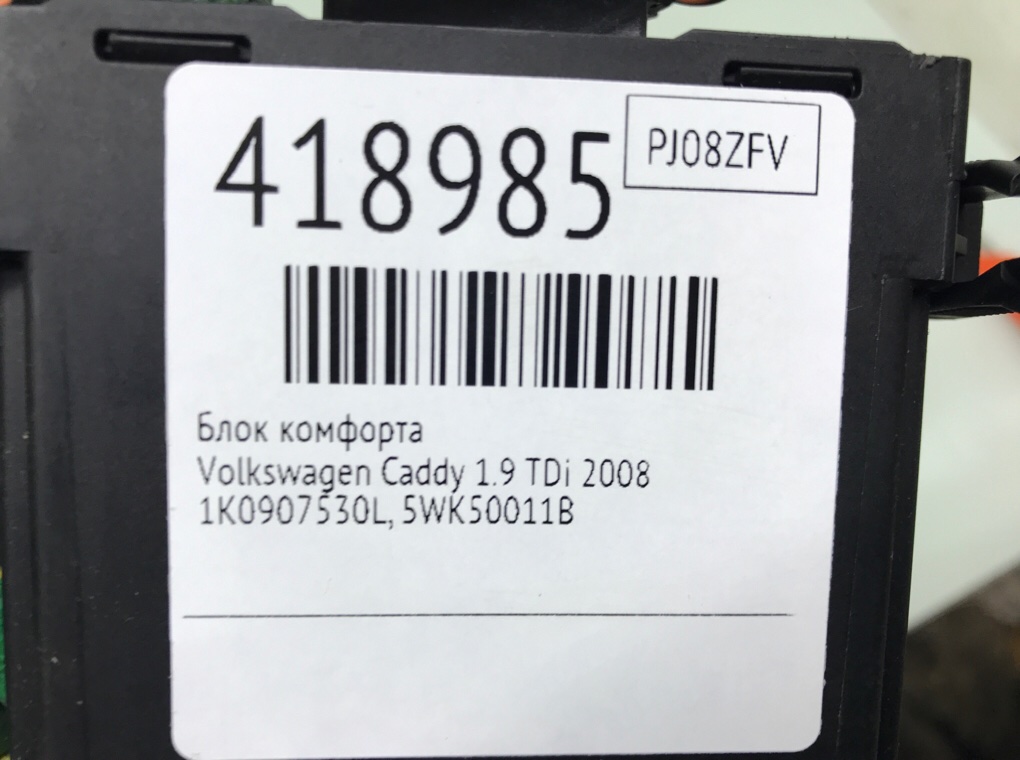 418985
PJ08ZFV
Блок комфорта
Volkswagen Caddy 1.9 TDi 2008
1K0907530L, 5WK50011B